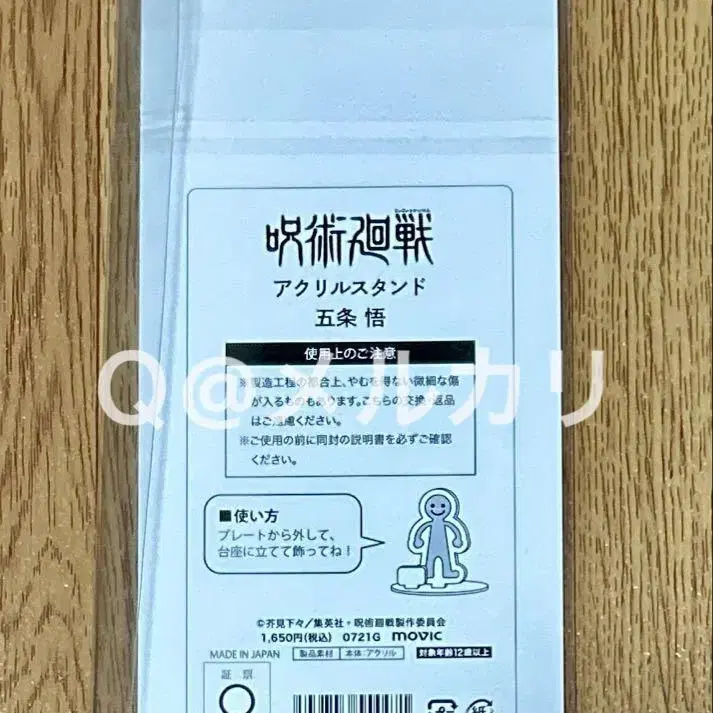 呪術廻戦
アクリルスタンド
五条 悟
使用上のご注意
Q@メルカリ
※製造工程の都合上、やむを得ない微細な傷
が入るものもあります。こちらの交換・返品
はご遠慮ください。
※ご使用の前に同封の説明書を必ずご確認
ください。
■使い方
プレートから外して、
台座に立てて飾ってね！
©芥見下々／集英社・呪術廻戦製作委員会
1,650円(税込) 0721G movic
MADE IN JAPAN 製品素材 本体：アクリル 対象年齢12歳以上
証 票
紙